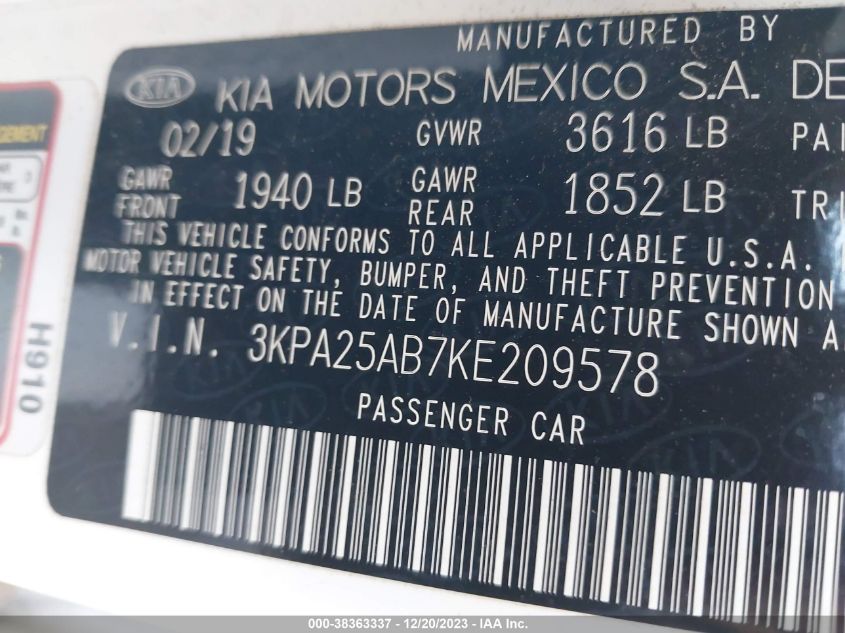 MANUFACTURED BY
KIA KIA MOTORS MEXICO S.A. DE
02/19 GVWR 3616 LB
GAWR FRONT 1940 LB GAWR REAR 1852 LB
THIS VEHICLE CONFORMS TO ALL APPLICABLE U.S.A.
MOTOR VEHICLE SAFETY, BUMPER, AND THEFT PREVENTION
IN EFFECT ON THE DATE OF MANUFACTURE SHOWN
V.I.N. 3KPA25AB7KE209578
PASSENGER CAR
H910
000-38363337 - 12/20/2023 - IAA Inc.